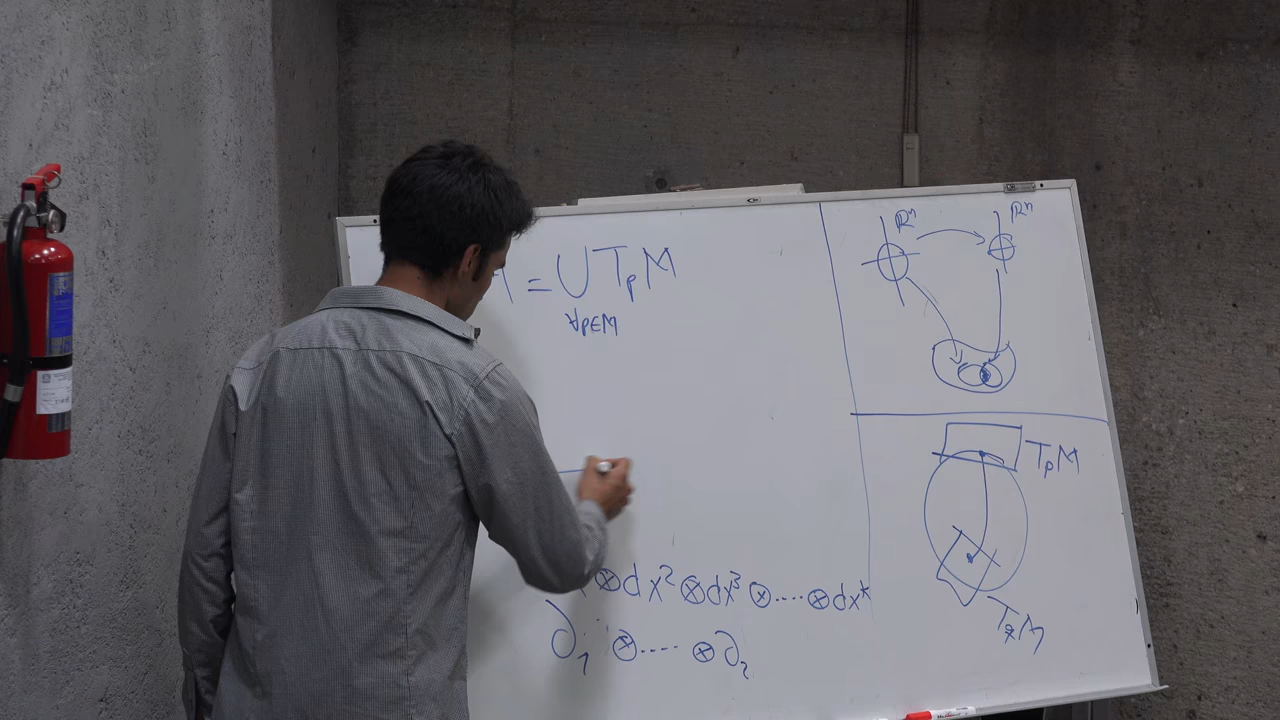 = ∪ TₚM
∀p∈M
⊗ dx² ⊗ dx³ ⊗ .... ⊗ dxᵏ
∂₁ ⊗ .... ⊗ ∂₂
ℝⁿ ℝⁿ
TₚM
T_qM